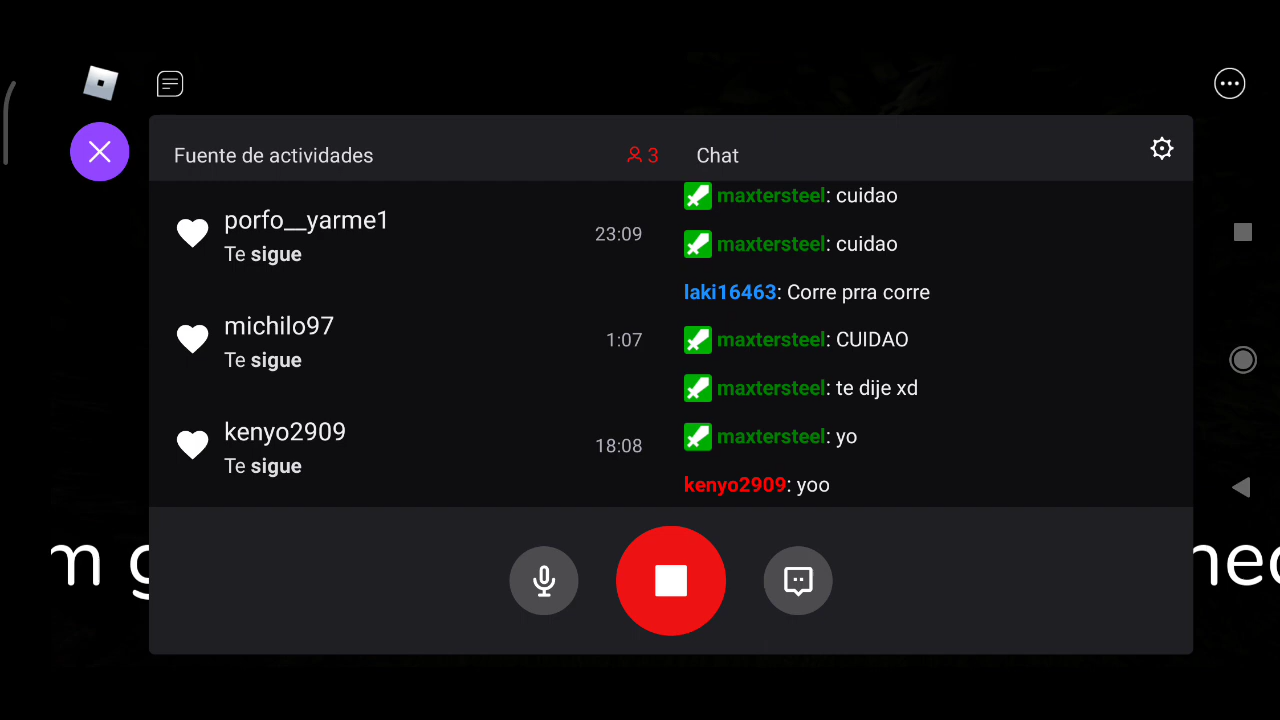 Fuente de actividades
3
porfo__yarme1
Te sigue
23:09
michilo97
Te sigue
1:07
kenyo2909
Te sigue
18:08
Chat
maxtersteel: cuidao
maxtersteel: cuidao
laki16463: Corre prra corre
maxtersteel: CUIDAO
maxtersteel: te dije xd
maxtersteel: yo
kenyo2909: yoo